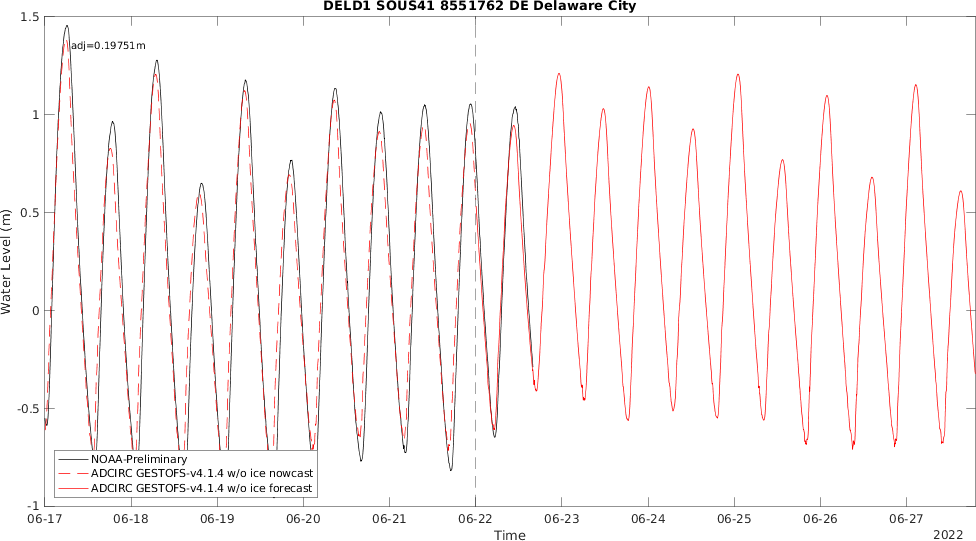 DELD1 SOUS41 8551762 DE Delaware City
1.5
adj=0.19751m
1
0.5
0
-0.5
-1
Water Level (m)
NOAA-Preliminary
ADCIRC GESTOFS-v4.1.4 w/o ice nowcast
ADCIRC GESTOFS-v4.1.4 w/o ice forecast
06-17 06-18 06-19 06-20 06-21 06-22 06-23 06-24 06-25 06-26 06-27
Time
2022